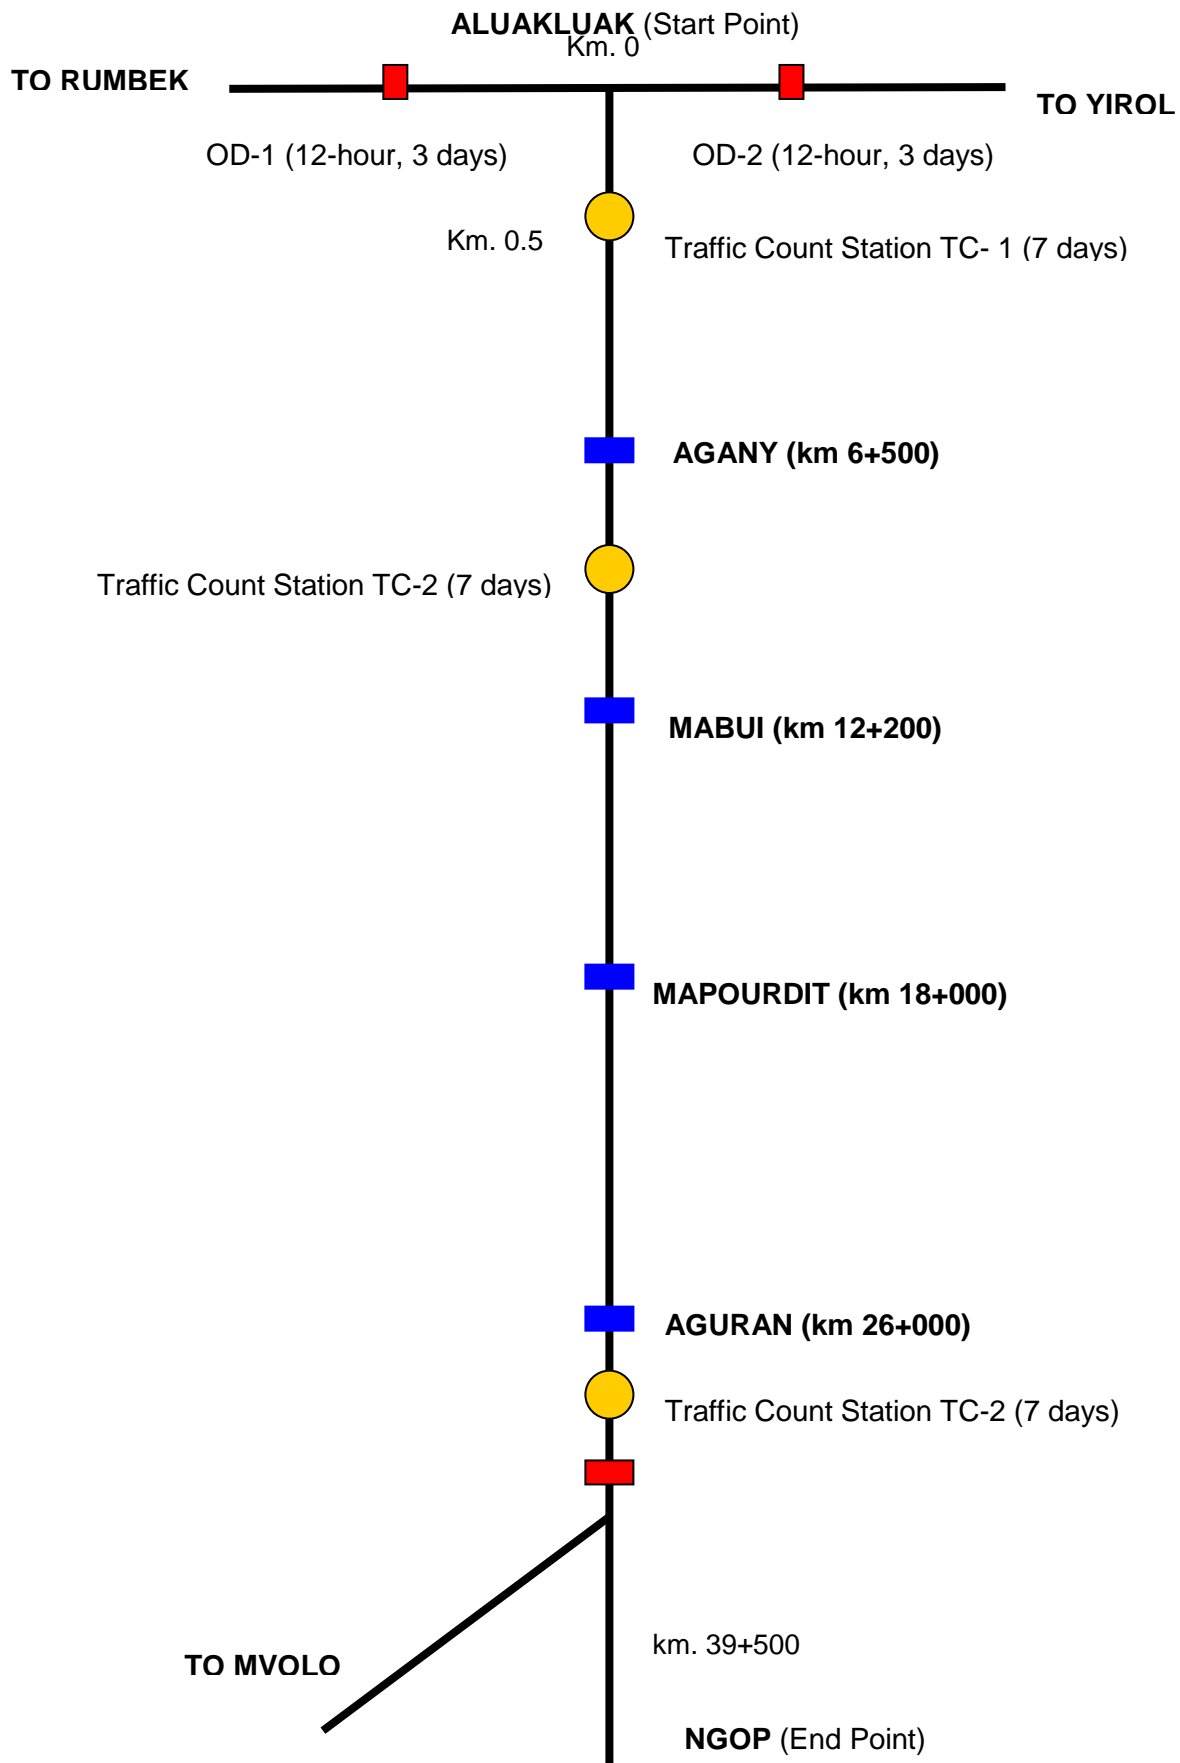 ALUAKLUAK (Start Point)
Km. 0
TO RUMBEK
TO YIROL
OD-1 (12-hour, 3 days)
OD-2 (12-hour, 3 days)
Km. 0.5
Traffic Count Station TC- 1 (7 days)
AGANY (km 6+500)
Traffic Count Station TC-2 (7 days)
MABUI (km 12+200)
MAPOURDIT (km 18+000)
AGURAN (km 26+000)
Traffic Count Station TC-2 (7 days)
km. 39+500
TO MVOLO
NGOP (End Point)